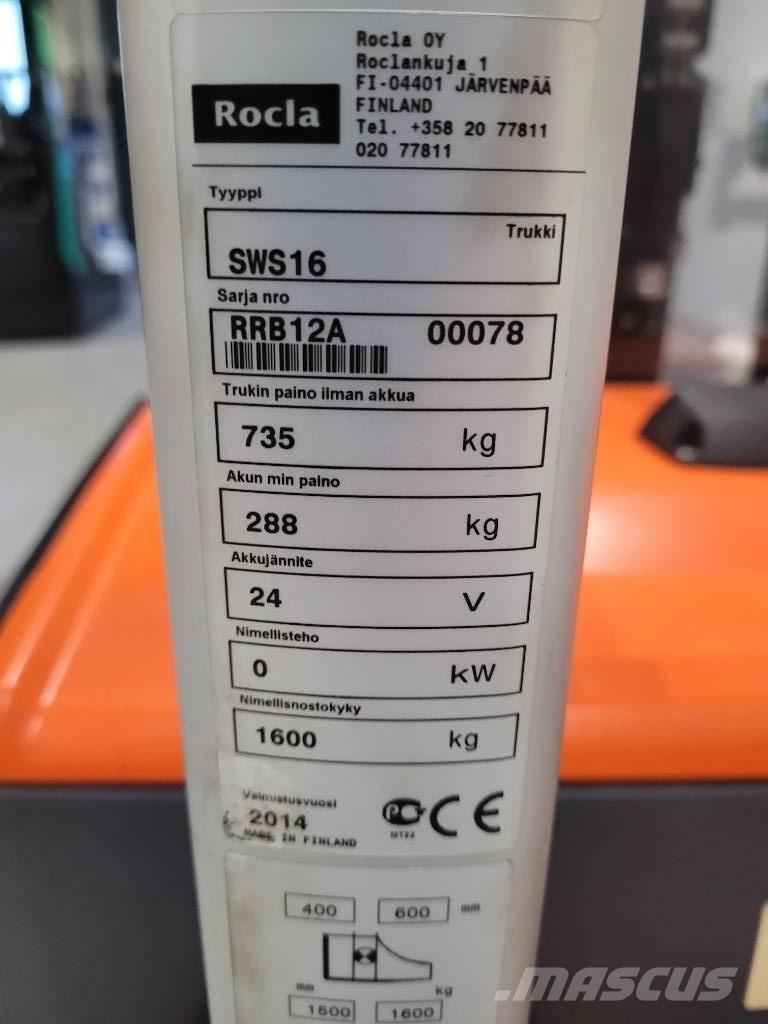 Rocla OY
Roclankuja 1
FI-04401 JÄRVENPÄÄ
FINLAND
Tel. +358 20 77811
020 77811
Rocla
Tyyppi
Trukki
SWS16
Sarja nro
RRB12A 00078
Trukin paino ilman akkua
735 kg
Akun min paino
288 kg
Akkujännite
24 V
Nimellisteho
0 kW
Nimellisnostokyky
1600 kg
Valmistusvuosi
2014
MADE IN FINLAND
CE
400 600 mm
mm kg
1500 1600
MASCUS